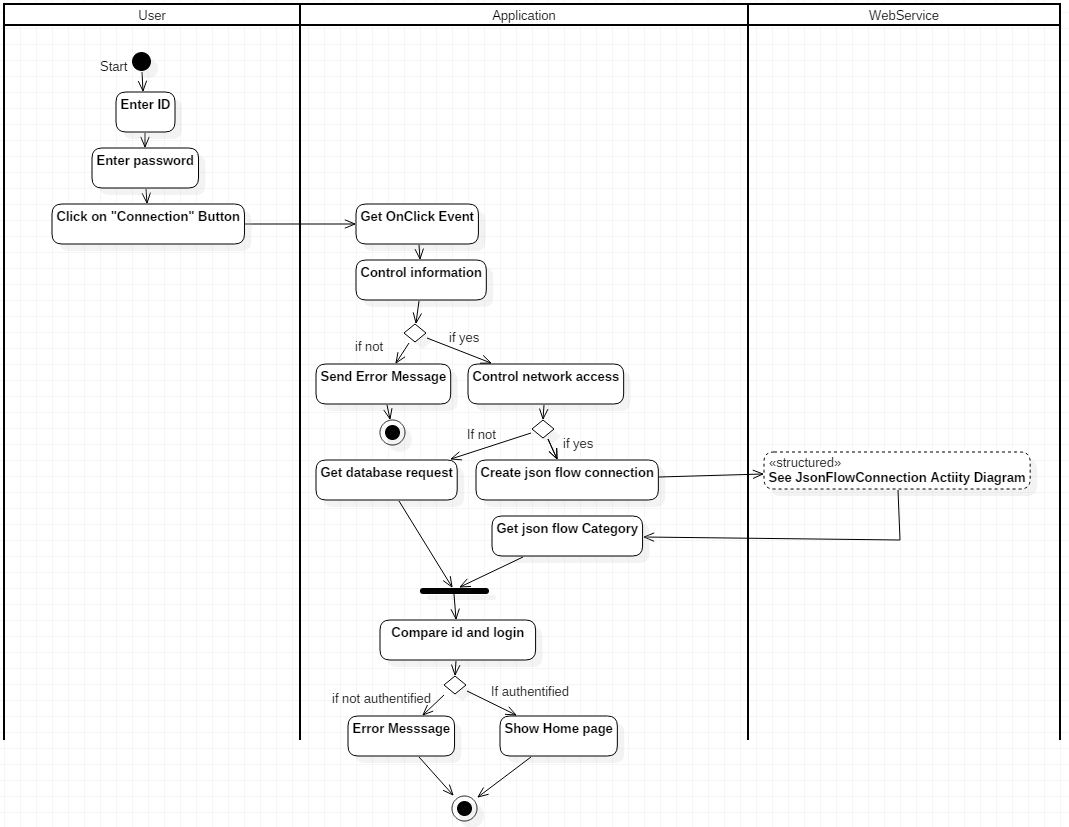 User
Application
WebService
Start
Enter ID
Enter password
Click on "Connection" Button
Get OnClick Event
Control information
if not
if yes
Send Error Message
Control network access
If not
if yes
Get database request
Create json flow connection
«structured»
See JsonFlowConnection Actiity Diagram
Get json flow Category
Compare id and login
if not authentified
If authentified
Error Messsage
Show Home page